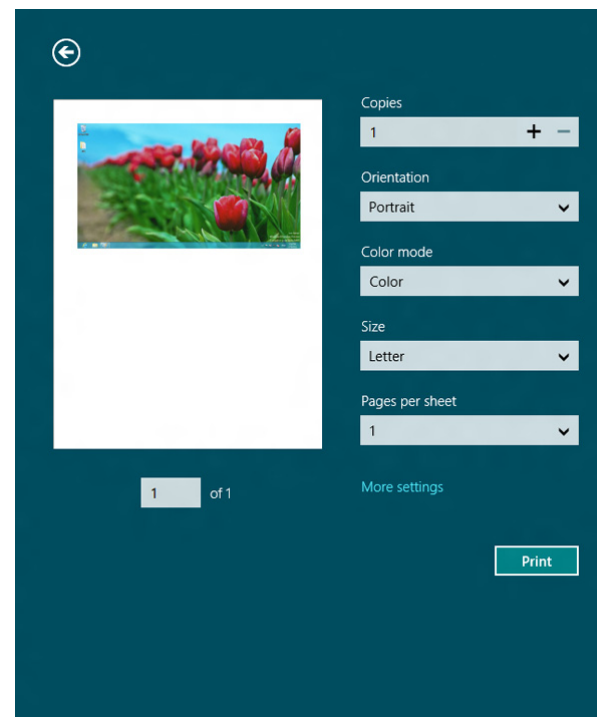 Copies
1
Orientation
Portrait
Color mode
Color
Size
Letter
Pages per sheet
1
More settings
1 of 1
Print